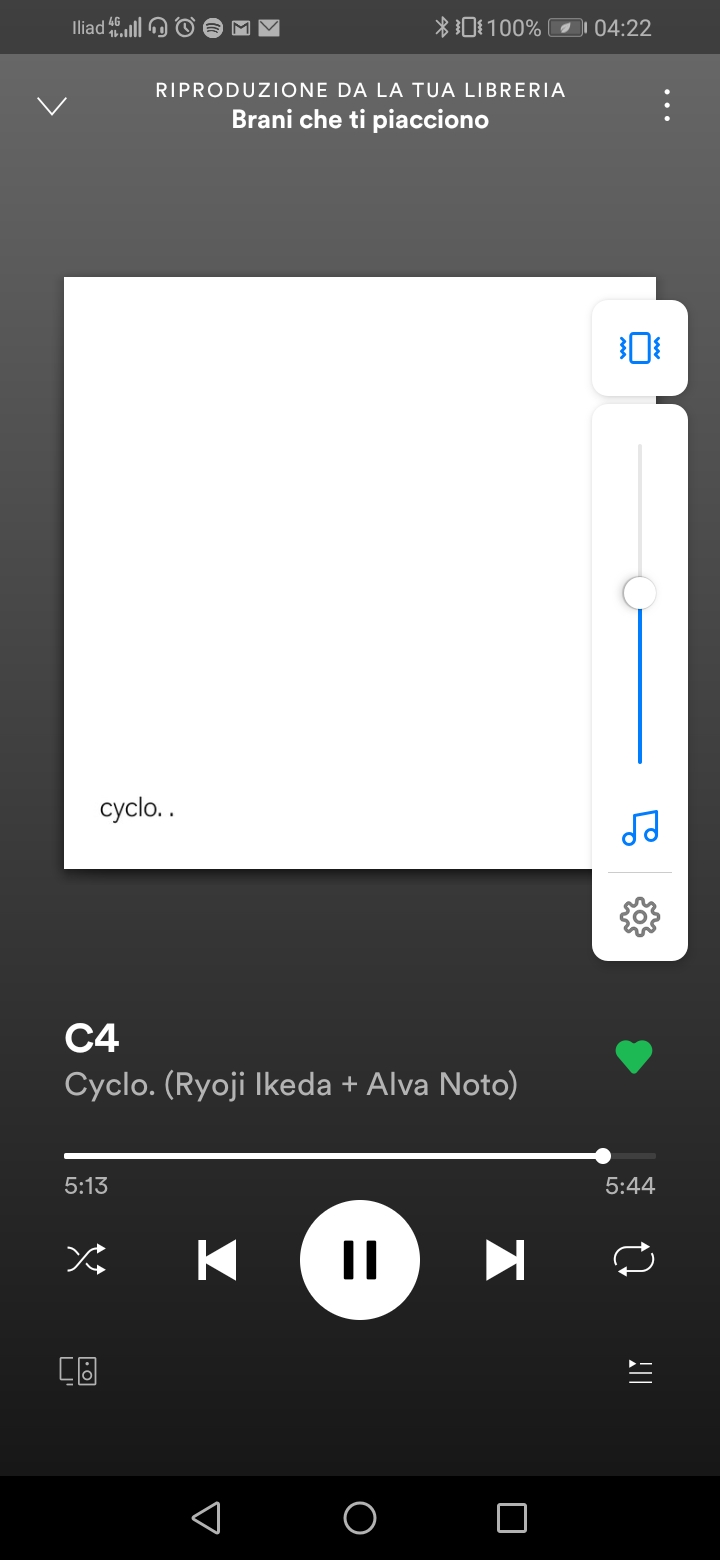 Iliad 4G 100% 04:22
RIPRODUZIONE DA LA TUA LIBRERIA
Brani che ti piacciono
cyclo. .
C4
Cyclo. (Ryoji Ikeda + Alva Noto)
5:13 5:44